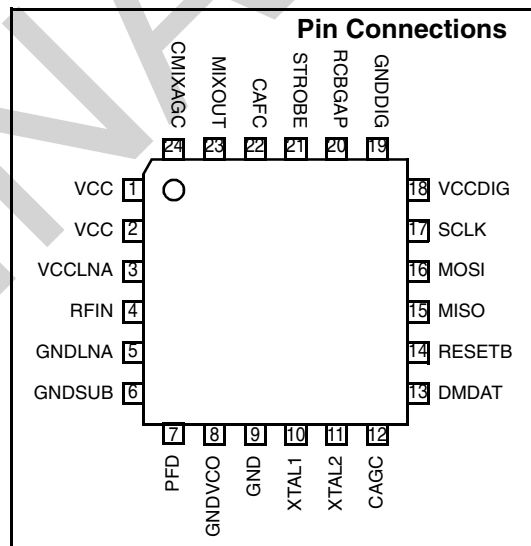 Pin Connections
CMIXAGC
MIXOUT
CAFC
STROBE
RCBGAP
GNDDIG
24 23 22 21 20 19
VCC 1
VCC 2
VCCLNA 3
RFIN 4
GNDLNA 5
GNDSUB 6
18 VCCDIG
17 SCLK
16 MOSI
15 MISO
14 RESETB
13 DMDAT
7 8 9 10 11 12
PFD
GNDVCO
GND
XTAL1
XTAL2
CAGC